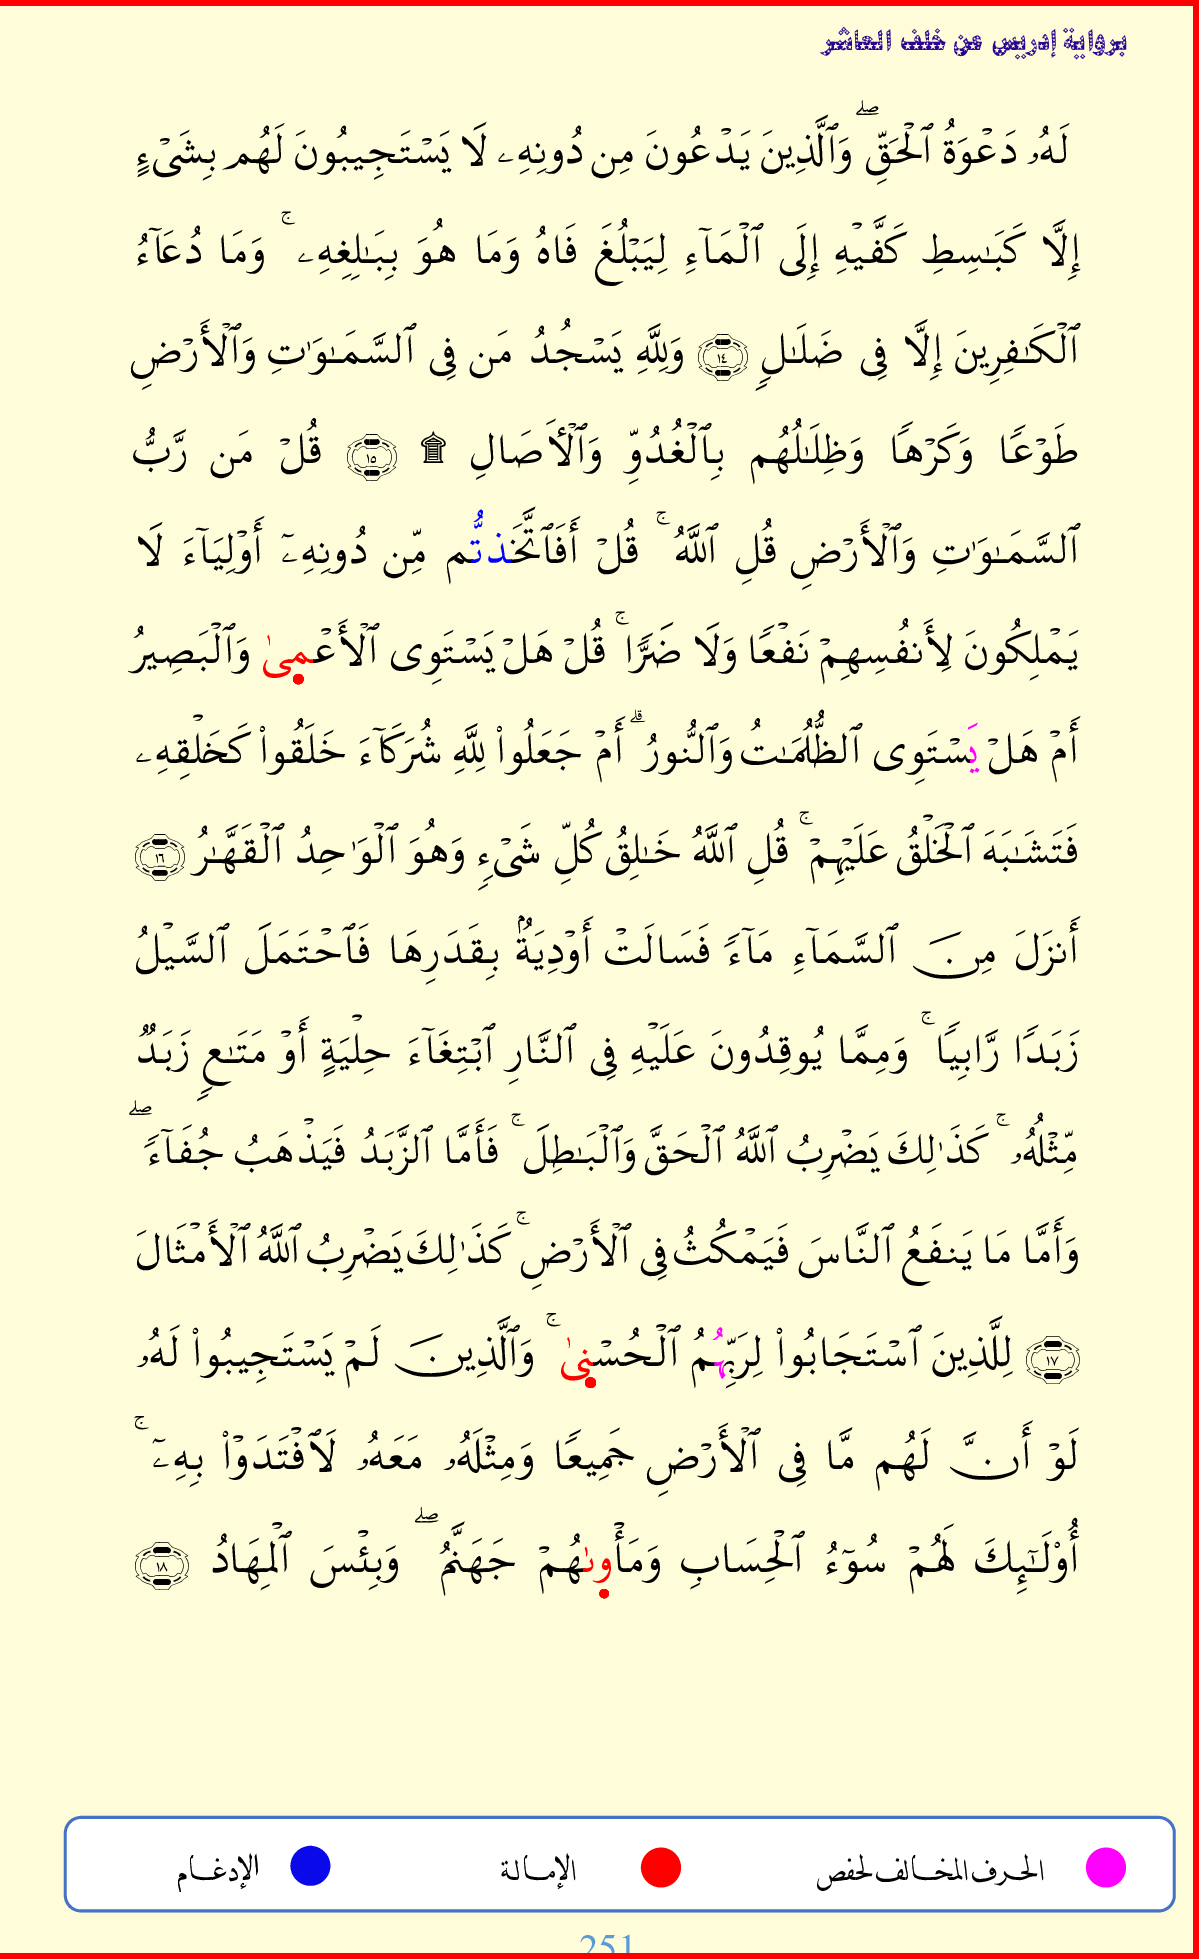 برواية إدريس عن خلف العاشر
لَهُۥ دَعْوَةُ ٱلْحَقِّ ۖ وَٱلَّذِينَ يَدْعُونَ مِن دُونِهِۦ لَا يَسْتَجِيبُونَ لَهُم بِشَىْءٍ
إِلَّا كَبَـٰسِطِ كَفَّيْهِ إِلَى ٱلْمَآءِ لِيَبْلُغَ فَاهُ وَمَا هُوَ بِبَـٰلِغِهِۦ ۚ وَمَا دُعَآءُ
ٱلْكَـٰفِرِينَ إِلَّا فِى ضَلَـٰلٍ ١٤ وَلِلَّهِ يَسْجُدُ مَن فِى ٱلسَّمَـٰوَٰتِ وَٱلْأَرْضِ
طَوْعًا وَكَرْهًا وَظِلَـٰلُهُم بِٱلْغُدُوِّ وَٱلْـَٔاصَالِ ۩ ١٥ قُلْ مَن رَّبُّ
ٱلسَّمَـٰوَٰتِ وَٱلْأَرْضِ قُلِ ٱللَّهُ ۚ قُلْ أَفَٱتَّخَذتُّم مِّن دُونِهِۦٓ أَوْلِيَآءَ لَا
يَمْلِكُونَ لِأَنفُسِهِمْ نَفْعًا وَلَا ضَرًّا ۚ قُلْ هَلْ يَسْتَوِى ٱلْأَعْمِىٰ وَٱلْبَصِيرُ
أَمْ هَلْ يَسْتَوِى ٱلظُّلُمَـٰتُ وَٱلنُّورُ ۗ أَمْ جَعَلُوا۟ لِلَّهِ شُرَكَآءَ خَلَقُوا۟ كَخَلْقِهِۦ
فَتَشَـٰبَهَ ٱلْخَلْقُ عَلَيْهِمْ ۚ قُلِ ٱللَّهُ خَـٰلِقُ كُلِّ شَىْءٍ وَهُوَ ٱلْوَٰحِدُ ٱلْقَهَّـٰرُ ١٦
أَنزَلَ مِنَ ٱلسَّمَآءِ مَآءً فَسَالَتْ أَوْدِيَةٌۢ بِقَدَرِهَا فَٱحْتَمَلَ ٱلسَّيْلُ
زَبَدًا رَّابِيًا ۚ وَمِمَّا يُوقِدُونَ عَلَيْهِ فِى ٱلنَّارِ ٱبْتِغَآءَ حِلْيَةٍ أَوْ مَتَـٰعٍ زَبَدٌ
مِّثْلُهُۥ ۚ كَذَٰلِكَ يَضْرِبُ ٱللَّهُ ٱلْحَقَّ وَٱلْبَـٰطِلَ ۚ فَأَمَّا ٱلزَّبَدُ فَيَذْهَبُ جُفَآءً ۖ
وَأَمَّا مَا يَنفَعُ ٱلنَّاسَ فَيَمْكُثُ فِى ٱلْأَرْضِ ۚ كَذَٰلِكَ يَضْرِبُ ٱللَّهُ ٱلْأَمْثَالَ
١٧ لِلَّذِينَ ٱسْتَجَابُوا۟ لِرَبِّهُمُ ٱلْحُسْنِىٰ ۚ وَٱلَّذِينَ لَمْ يَسْتَجِيبُوا۟ لَهُۥ
لَوْ أَنَّ لَهُم مَّا فِى ٱلْأَرْضِ جَمِيعًا وَمِثْلَهُۥ مَعَهُۥ لَٱفْتَدَوْا۟ بِهِۦٓ ۚ
أُو۟لَـٰٓئِكَ لَهُمْ سُوٓءُ ٱلْحِسَابِ وَمَأْوِىٰهُمْ جَهَنَّمُ ۖ وَبِئْسَ ٱلْمِهَادُ ١٨
الحرف المخالف لحفص الإمالة الإدغام
251